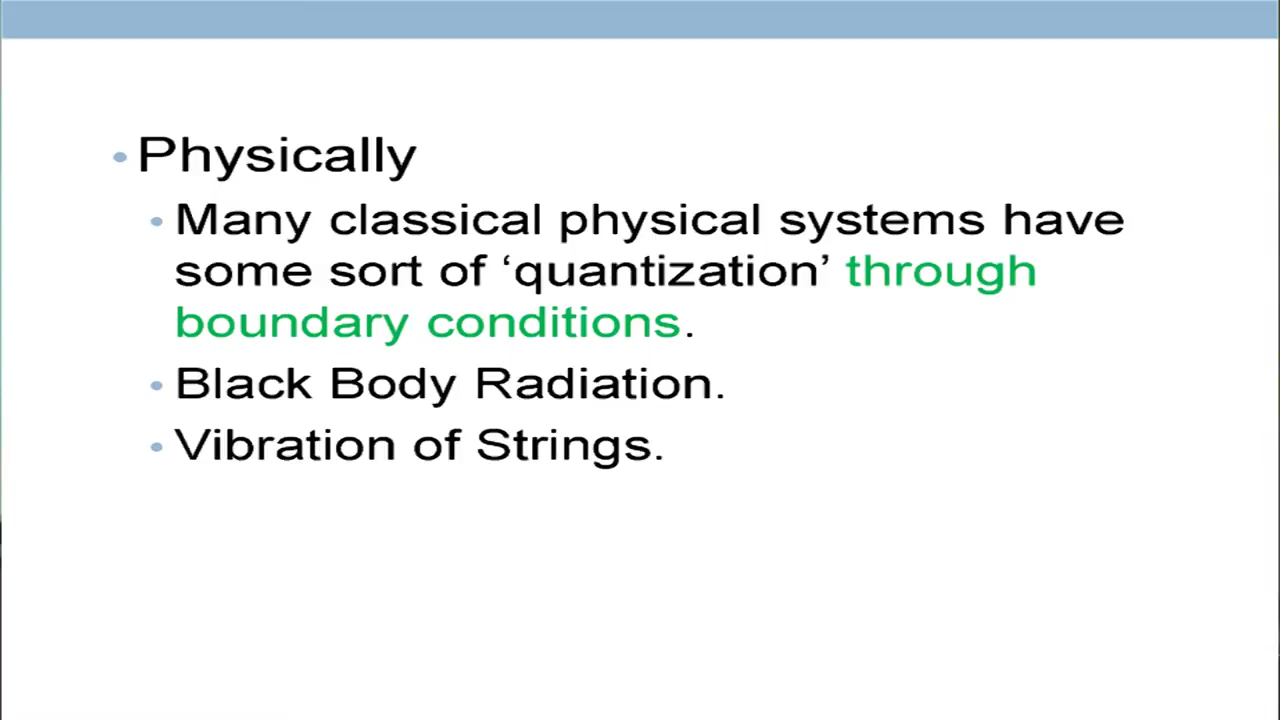 • Physically
• Many classical physical systems have
some sort of ‘quantization’ through
boundary conditions.
• Black Body Radiation.
• Vibration of Strings.